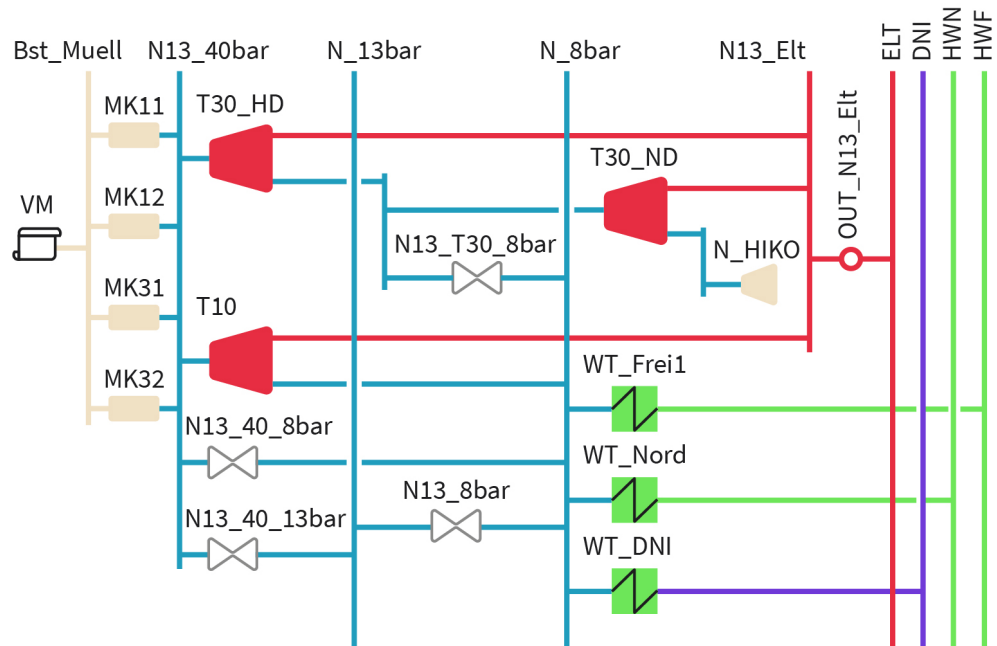 Bst_Muell
N13_40bar
N_13bar
N_8bar
N13_Elt
ELT
DNI
HWN
HWF
MK11
T30_HD
OUT_N13_Elt
T30_ND
MK12
VM
N13_T30_8bar
N_HIKO
MK31
T10
WT_Frei1
MK32
N13_40_8bar
WT_Nord
N13_8bar
N13_40_13bar
WT_DNI